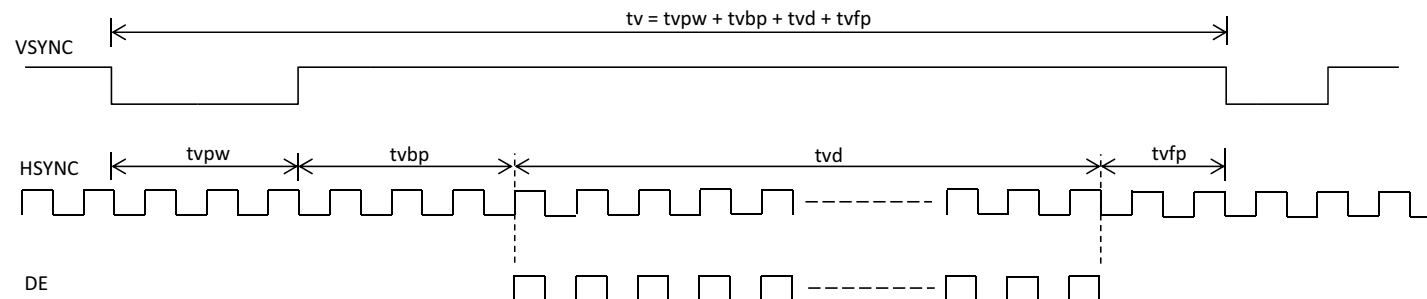 tv = tvpw + tvbp + tvd + tvfp
VSYNC
tvpw tvbp tvd tvfp
HSYNC
DE